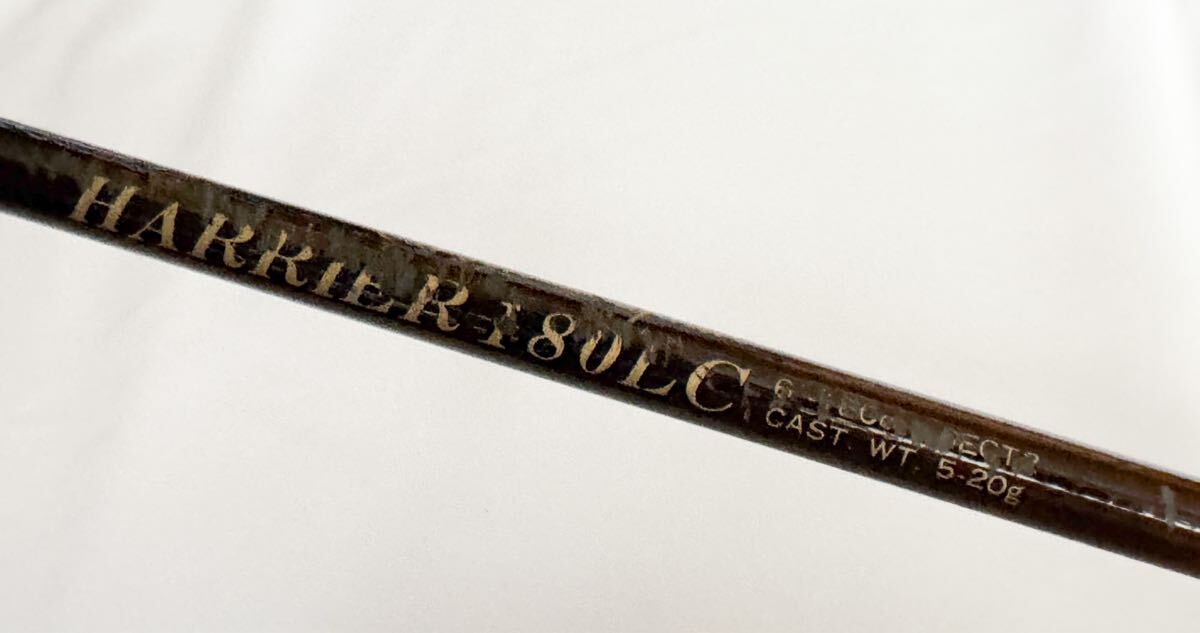 HARRIER 180LC
CAST. WT. 5-20g